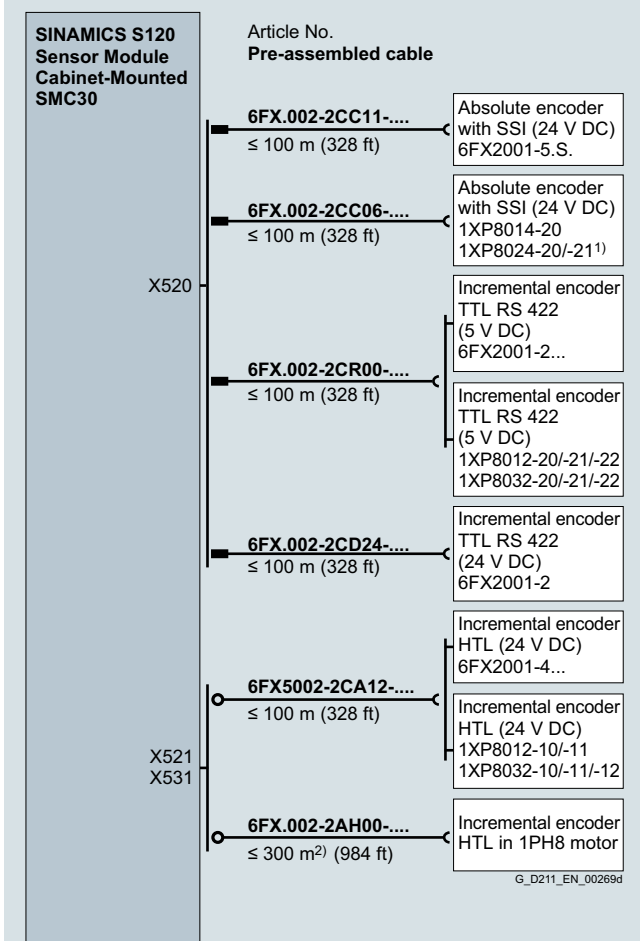 SINAMICS S120
Sensor Module
Cabinet-Mounted
SMC30
Article No.
Pre-assembled cable
6FX.002-2CC11-....
≤ 100 m (328 ft)
Absolute encoder
with SSI (24 V DC)
6FX2001-5.S.
6FX.002-2CC06-....
≤ 100 m (328 ft)
Absolute encoder
with SSI (24 V DC)
1XP8014-20
1XP8024-20/-21¹⁾
X520
Incremental encoder
TTL RS 422
(5 V DC)
6FX2001-2...
6FX.002-2CR00-....
≤ 100 m (328 ft)
Incremental encoder
TTL RS 422
(5 V DC)
1XP8012-20/-21/-22
1XP8032-20/-21/-22
6FX.002-2CD24-....
≤ 100 m (328 ft)
Incremental encoder
TTL RS 422
(24 V DC)
6FX2001-2
Incremental encoder
HTL (24 V DC)
6FX2001-4...
6FX5002-2CA12-....
≤ 100 m (328 ft)
Incremental encoder
HTL (24 V DC)
1XP8012-10/-11
1XP8032-10/-11/-12
X521
X531
6FX.002-2AH00-....
≤ 300 m²⁾ (984 ft)
Incremental encoder
HTL in 1PH8 motor
G_D211_EN_00269d